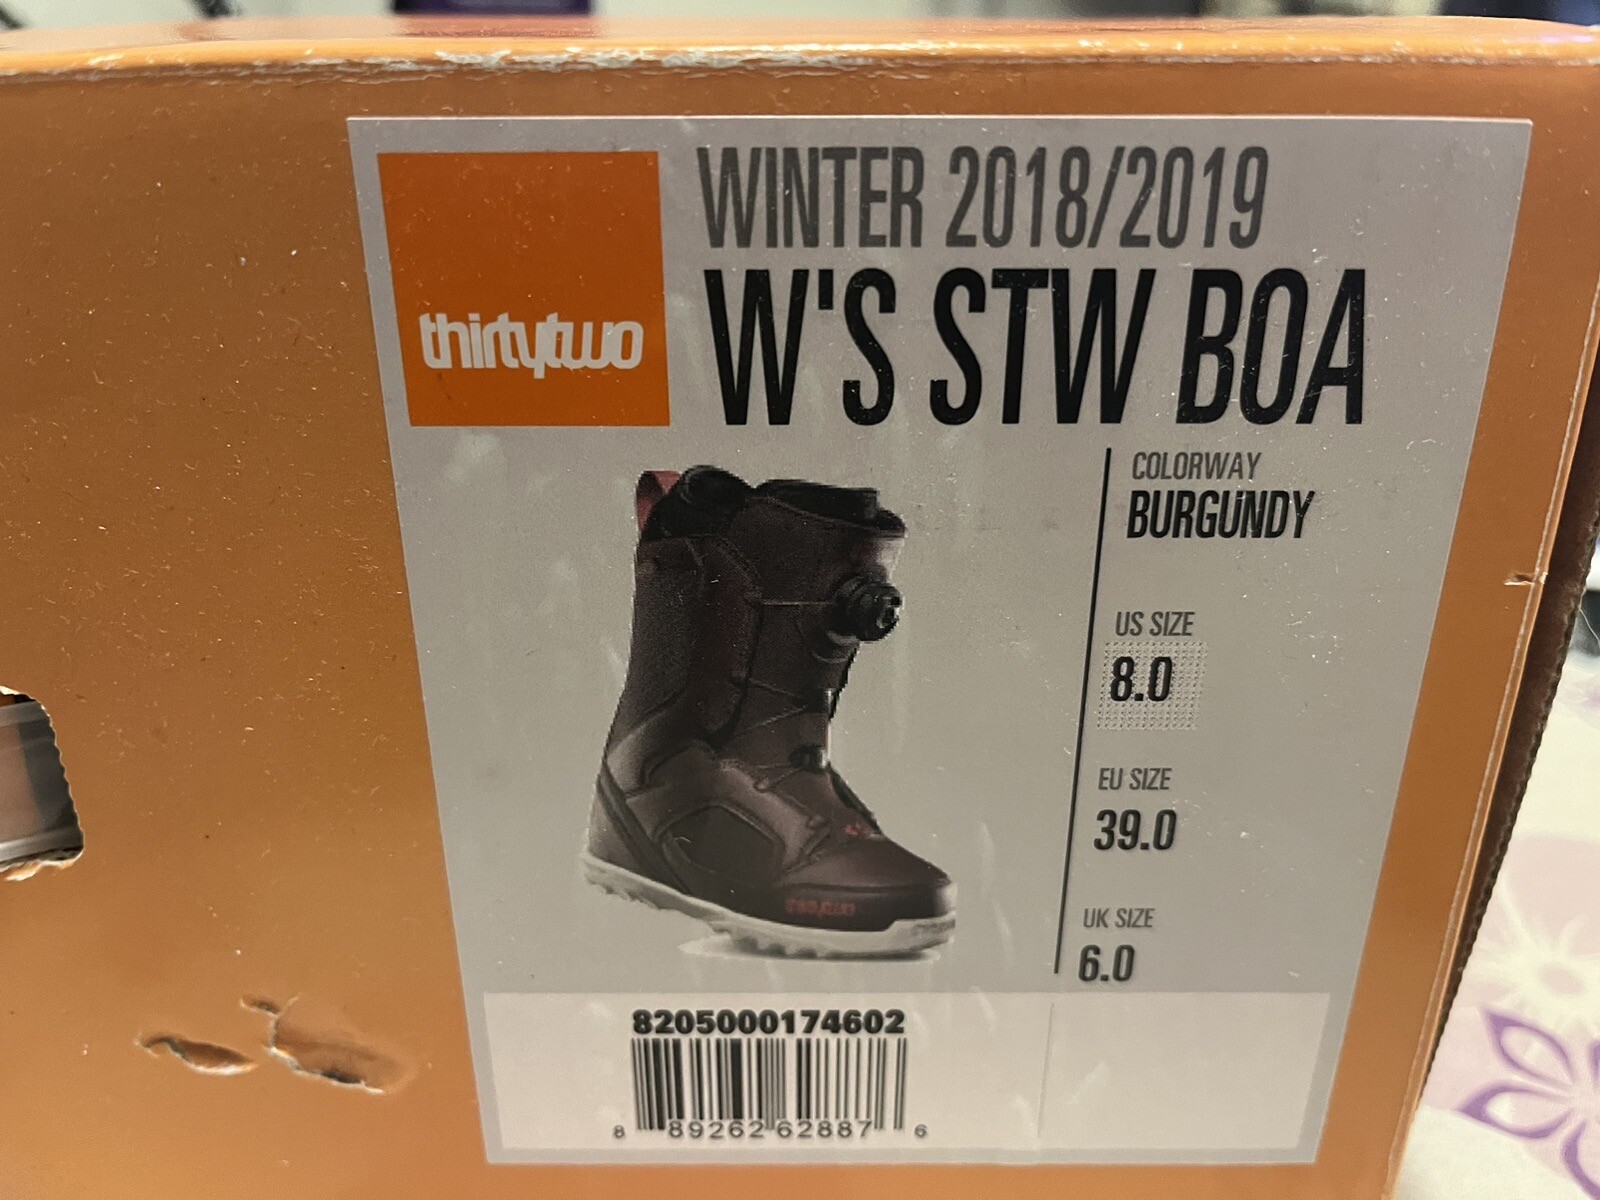 thirtytwo
WINTER 2018/2019
W'S STW BOA
COLORWAY
BURGUNDY
US SIZE
8.0
EU SIZE
39.0
UK SIZE
6.0
thirtytwo
8205000174602
8 89262 62887 6